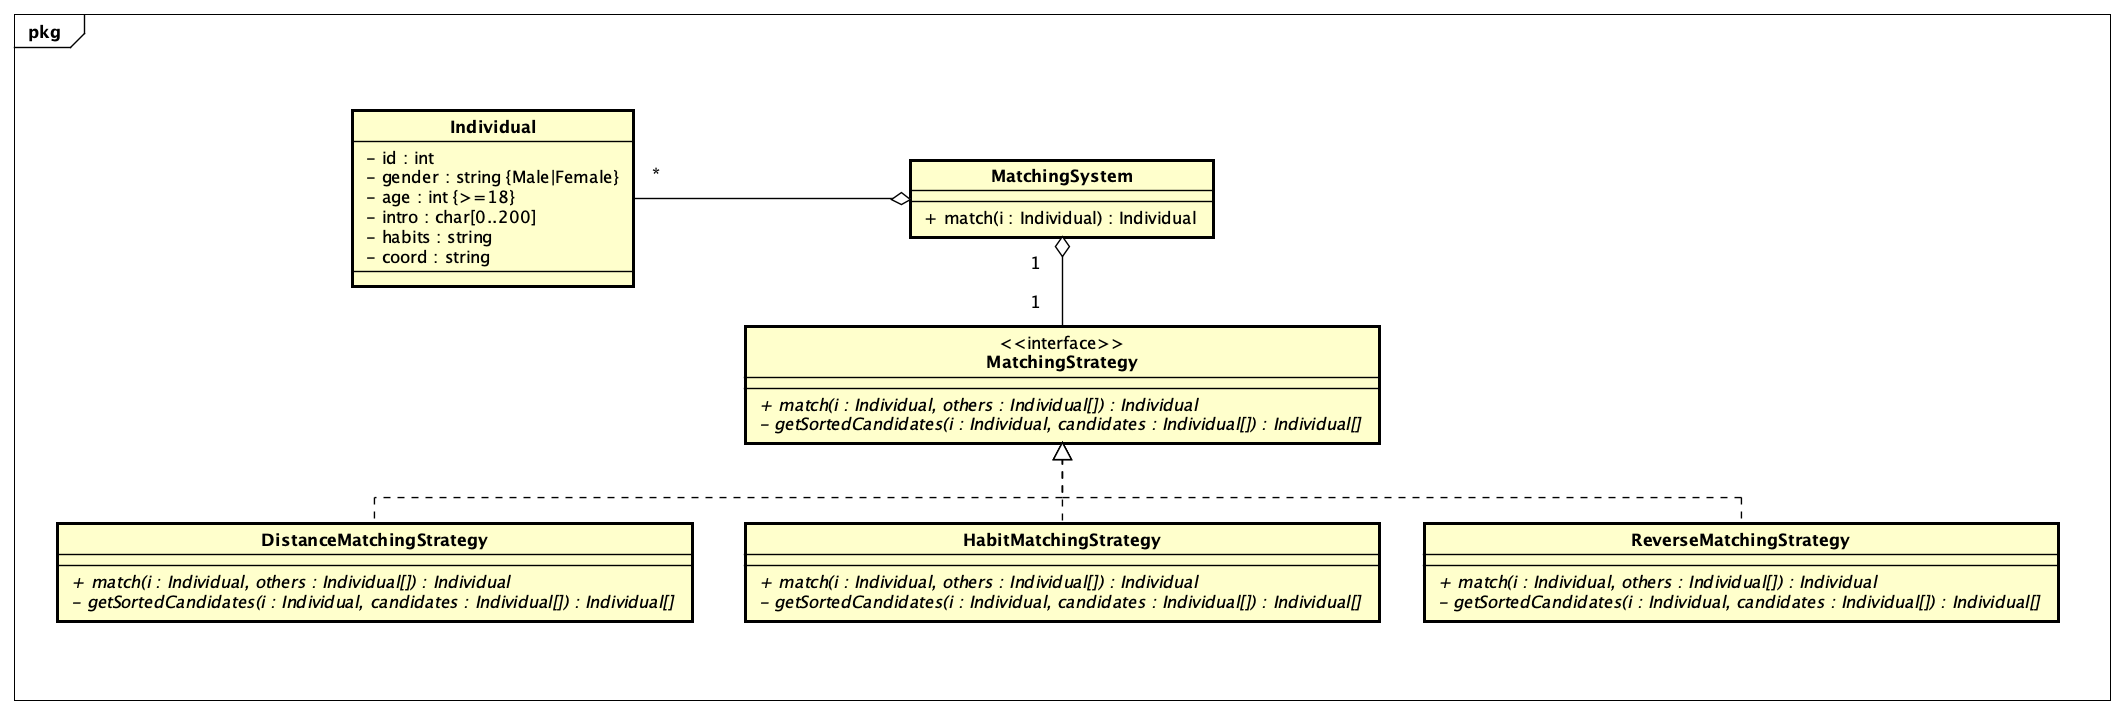 pkg
Individual
- id : int
- gender : string {Male|Female}
- age : int {>=18}
- intro : char[0..200]
- habits : string
- coord : string
*
MatchingSystem
+ match(i : Individual) : Individual
1
1
<<interface>>
MatchingStrategy
+ match(i : Individual, others : Individual[]) : Individual
- getSortedCandidates(i : Individual, candidates : Individual[]) : Individual[]
DistanceMatchingStrategy
+ match(i : Individual, others : Individual[]) : Individual
- getSortedCandidates(i : Individual, candidates : Individual[]) : Individual[]
HabitMatchingStrategy
+ match(i : Individual, others : Individual[]) : Individual
- getSortedCandidates(i : Individual, candidates : Individual[]) : Individual[]
ReverseMatchingStrategy
+ match(i : Individual, others : Individual[]) : Individual
- getSortedCandidates(i : Individual, candidates : Individual[]) : Individual[]